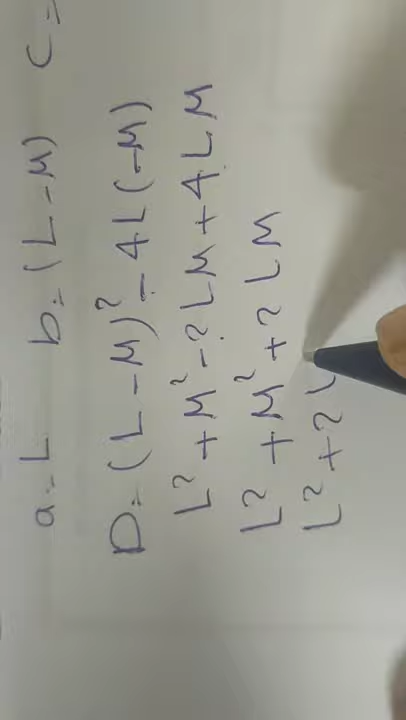 a = L b = (L - M) C =
D = (L - M)² - 4L(-M)
L² + M² - 2LM + 4LM
L² + M² + 2LM
L² + 2L